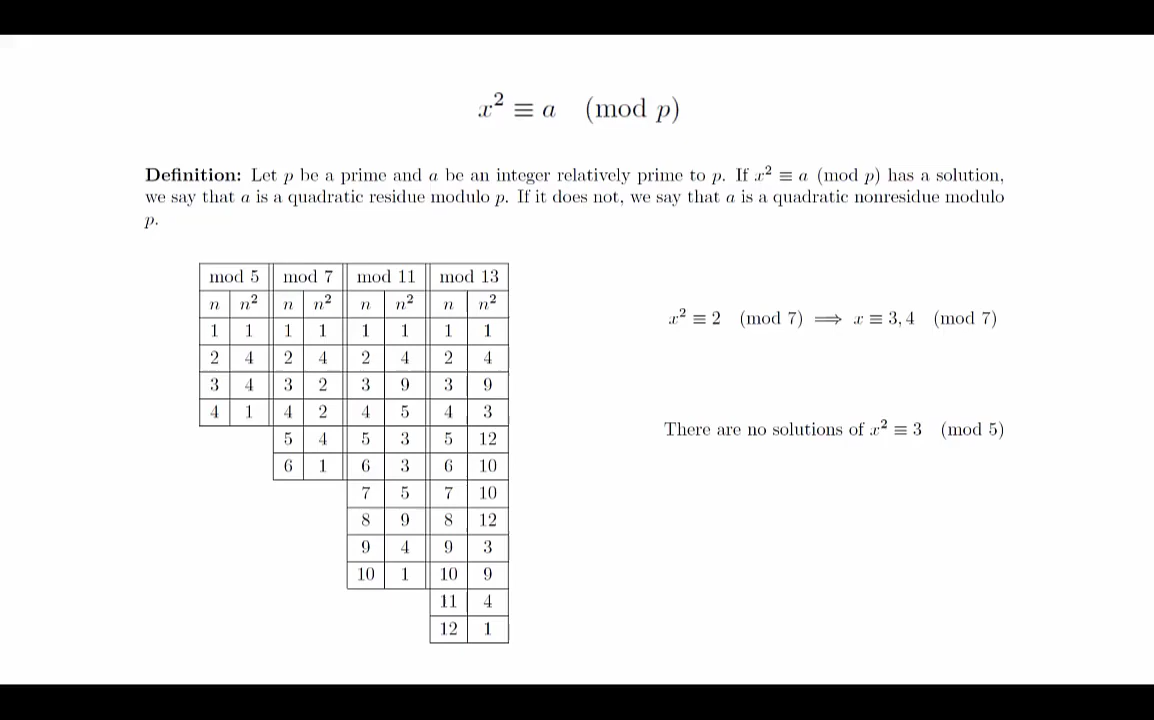 x² ≡ a (mod p)
Definition: Let p be a prime and a be an integer relatively prime to p. If x² ≡ a (mod p) has a solution,
we say that a is a quadratic residue modulo p. If it does not, we say that a is a quadratic nonresidue modulo
p.
mod 5 mod 7 mod 11 mod 13
n n² n n² n n² n n²
1 1 1 1 1 1 1 1
2 4 2 4 2 4 2 4
3 4 3 2 3 9 3 9
4 1 4 2 4 5 4 3
5 4 5 3 5 12
6 1 6 3 6 10
7 5 7 10
8 9 8 12
9 4 9 3
10 1 10 9
11 4
12 1
x² ≡ 2 (mod 7) ⟹ x ≡ 3, 4 (mod 7)
There are no solutions of x² ≡ 3 (mod 5)